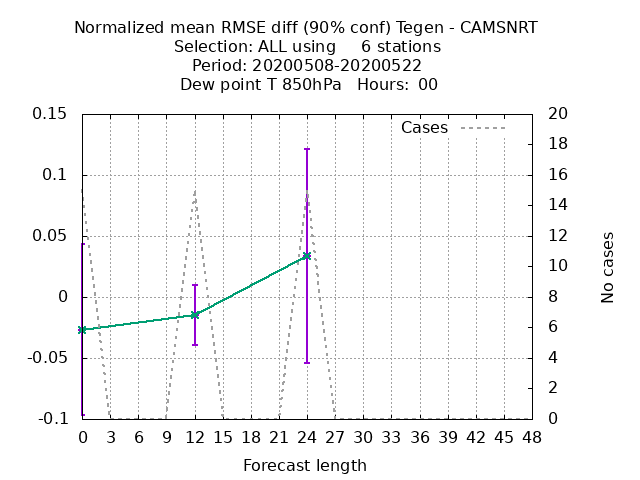 Normalized mean RMSE diff (90% conf) Tegen - CAMSNRT
Selection: ALL using     6 stations
Period: 20200508-20200522
Dew point T 850hPa   Hours:  00
0.15
0.1
0.05
0
-0.05
-0.1
20
18
16
14
12
10
8
6
4
2
0
Cases
No cases
0 3 6 9 12 15 18 21 24 27 30 33 36 39 42 45 48
Forecast length